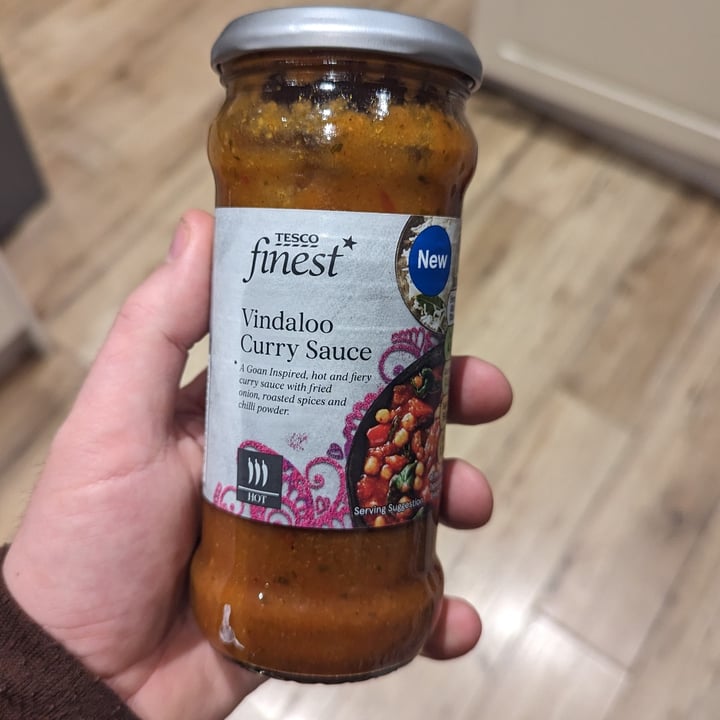 TESCO
finest*
New
Vindaloo
Curry Sauce
A Goan Inspired, hot and fiery
curry sauce with fried
onion, roasted spices and
chilli powder.
HOT
Serving Suggestion